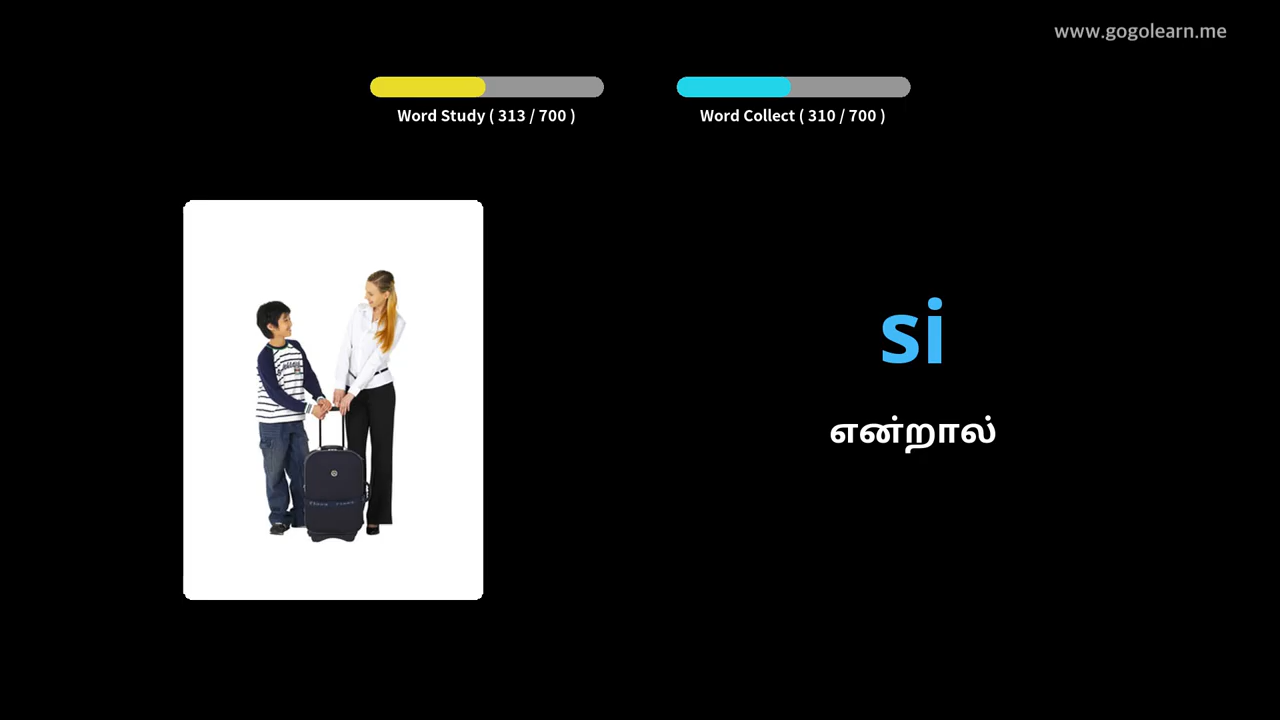 www.gogolearn.me
Word Study ( 313 / 700 )
Word Collect ( 310 / 700 )
si
என்றால்